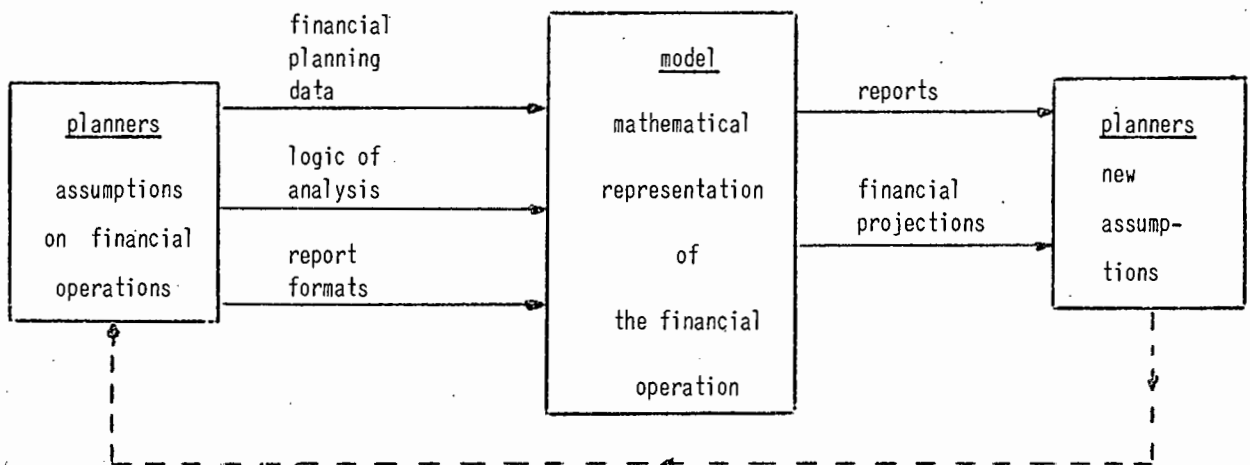 planners
assumptions
on financial
operations
financial
planning
data
logic of
analysis
report
formats
model
mathematical
representation
of
the financial
operation
reports
financial
projections
planners
new
assump-
tions